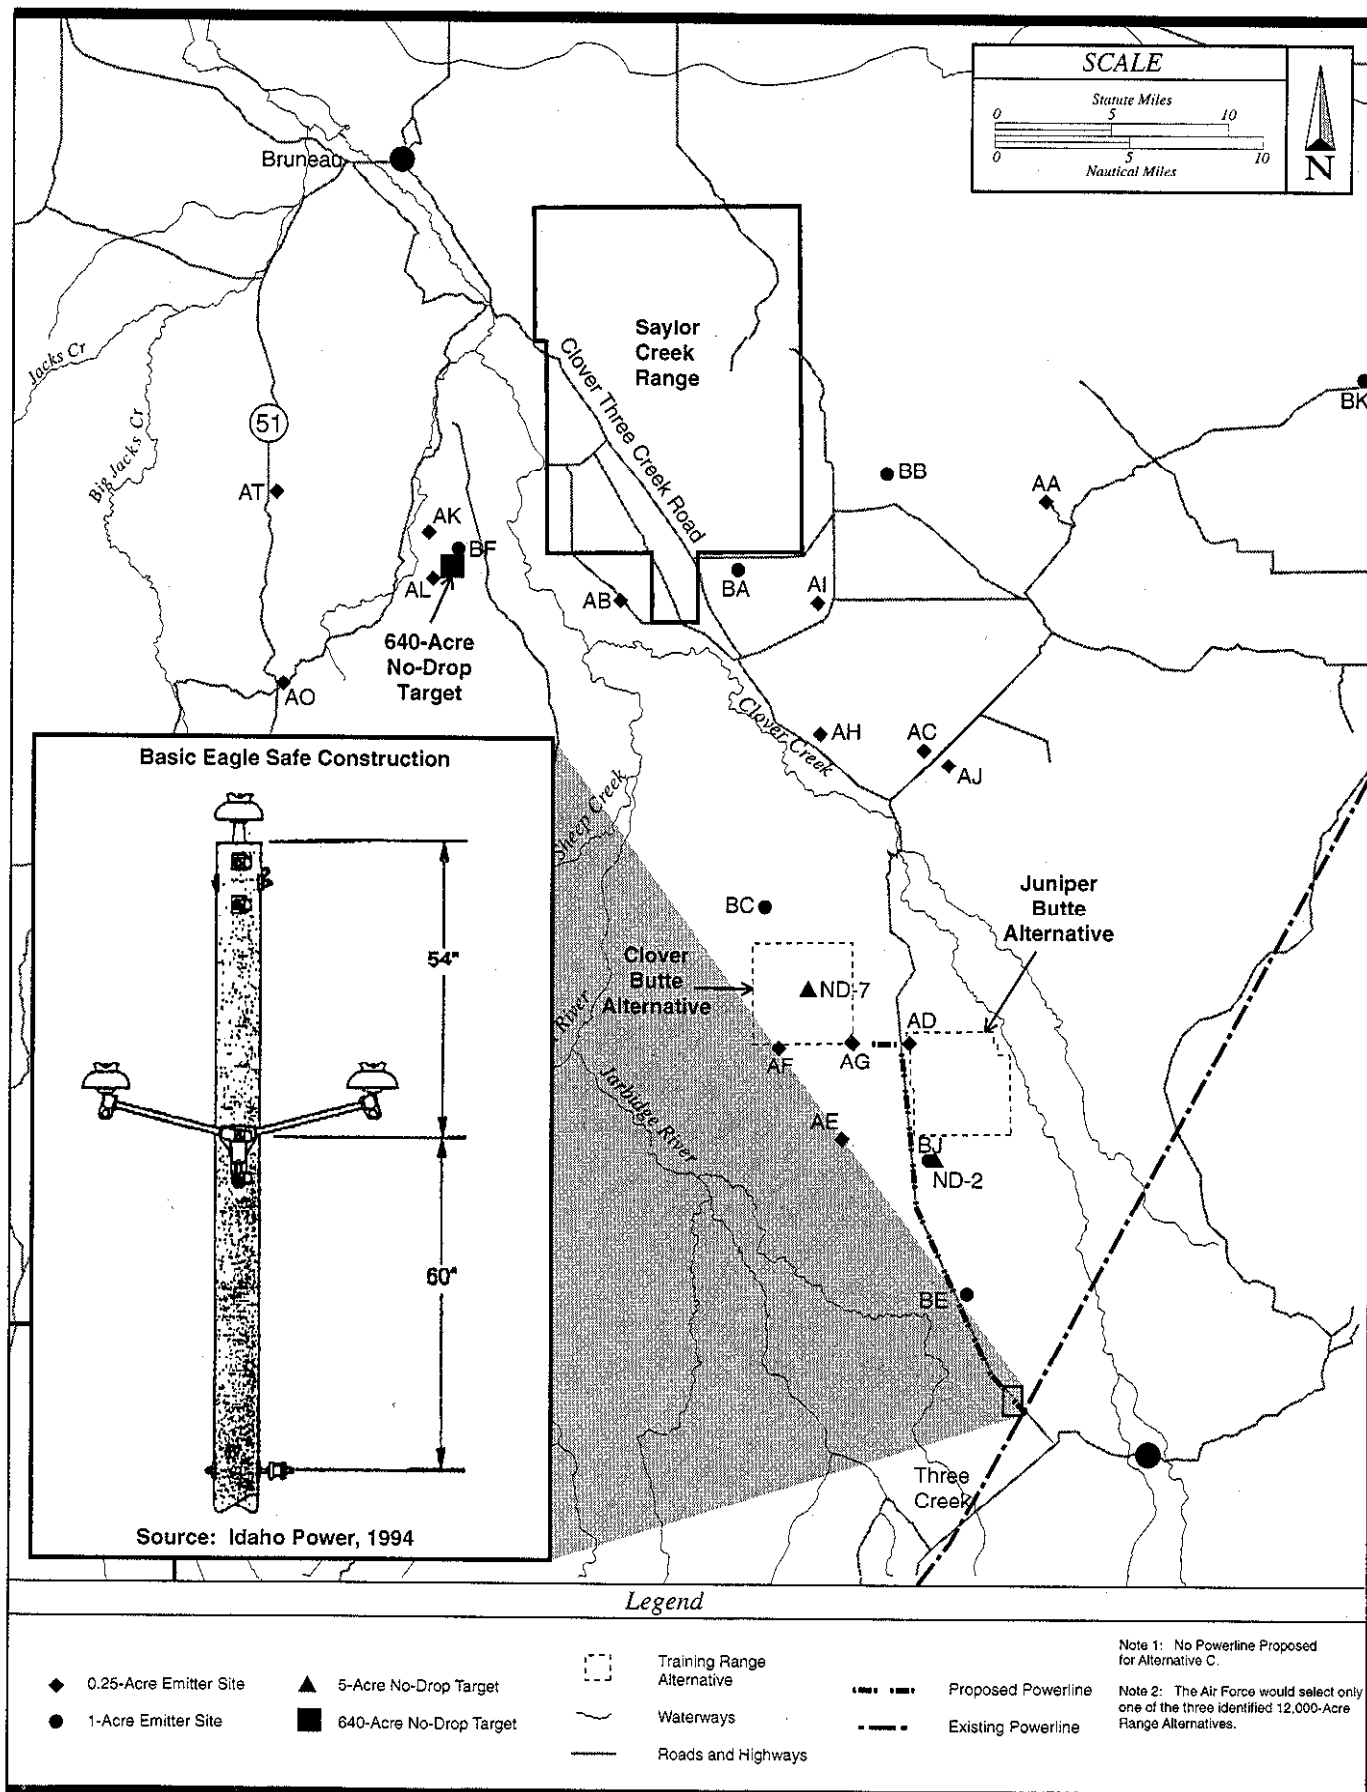 SCALE
Statute Miles
0 5 10
0 5 10
Nautical Miles
N
Bruneau
Saylor
Creek
Range
Clover Three Creek Road
Jacks Cr
Big Jacks Cr
51
BK
BB
AA
AT
AK
BF
AL
BA
AI
AB
640-Acre
No-Drop
Target
AO
Clover Creek
AH
AC
AJ
Basic Eagle Safe Construction
54"
60"
Source: Idaho Power, 1994
Sheep Creek
BC
Juniper
Butte
Alternative
Clover
Butte
Alternative
ND-7
River
AD
AF
AG
Jarbidge River
AE
BJ
ND-2
BE
Three
Creek
Legend
0.25-Acre Emitter Site
1-Acre Emitter Site
5-Acre No-Drop Target
640-Acre No-Drop Target
Training Range
Alternative
Waterways
Roads and Highways
Proposed Powerline
Existing Powerline
Note 1: No Powerline Proposed
for Alternative C.
Note 2: The Air Force would select only
one of the three identified 12,000-Acre
Range Alternatives.